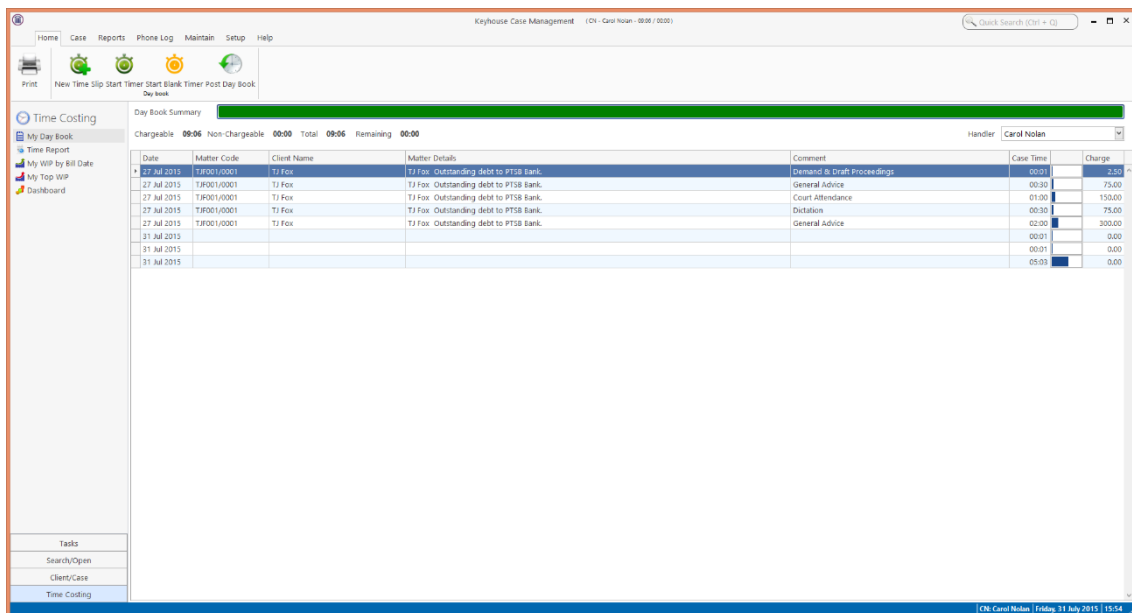 Keyhouse Case Management (CN - Carol Nolan - 09:06 / 00:00)
Quick Search (Ctrl + Q)
Home Case Reports Phone Log Maintain Setup Help
Print New Time Slip Start Timer Start Blank Timer Post Day Book
Day book
Time Costing
My Day Book
Time Report
My WIP by Bill Date
My Top WIP
Dashboard
Day Book Summary
Chargeable 09:06 Non-Chargeable 00:00 Total 09:06 Remaining 00:00 Handler Carol Nolan
Date Matter Code Client Name Matter Details Comment Case Time Charge
27 Jul 2015 TJF001/0001 TJ Fox TJ Fox Outstanding debt to PTSB Bank. Demand & Draft Proceedings 00:01 2.50
27 Jul 2015 TJF001/0001 TJ Fox TJ Fox Outstanding debt to PTSB Bank. General Advice 00:30 75.00
27 Jul 2015 TJF001/0001 TJ Fox TJ Fox Outstanding debt to PTSB Bank. Court Attendance 01:00 150.00
27 Jul 2015 TJF001/0001 TJ Fox TJ Fox Outstanding debt to PTSB Bank. Dictation 00:30 75.00
27 Jul 2015 TJF001/0001 TJ Fox TJ Fox Outstanding debt to PTSB Bank. General Advice 02:00 300.00
31 Jul 2015 00:01 0.00
31 Jul 2015 00:01 0.00
31 Jul 2015 05:03 0.00
Tasks
Search/Open
Client/Case
Time Costing
CN: Carol Nolan Friday, 31 July 2015 15:54